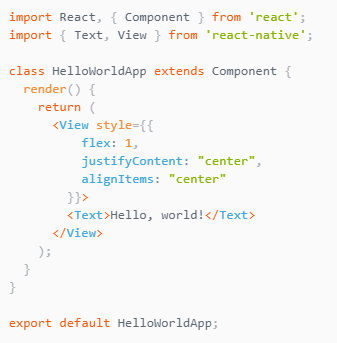 import React, { Component } from 'react';
import { Text, View } from 'react-native';

class HelloWorldApp extends Component {
  render() {
    return (
      <View style={{
          flex: 1,
          justifyContent: "center",
          alignItems: "center"
        }}>
        <Text>Hello, world!</Text>
      </View>
    );
  }
}

export default HelloWorldApp;